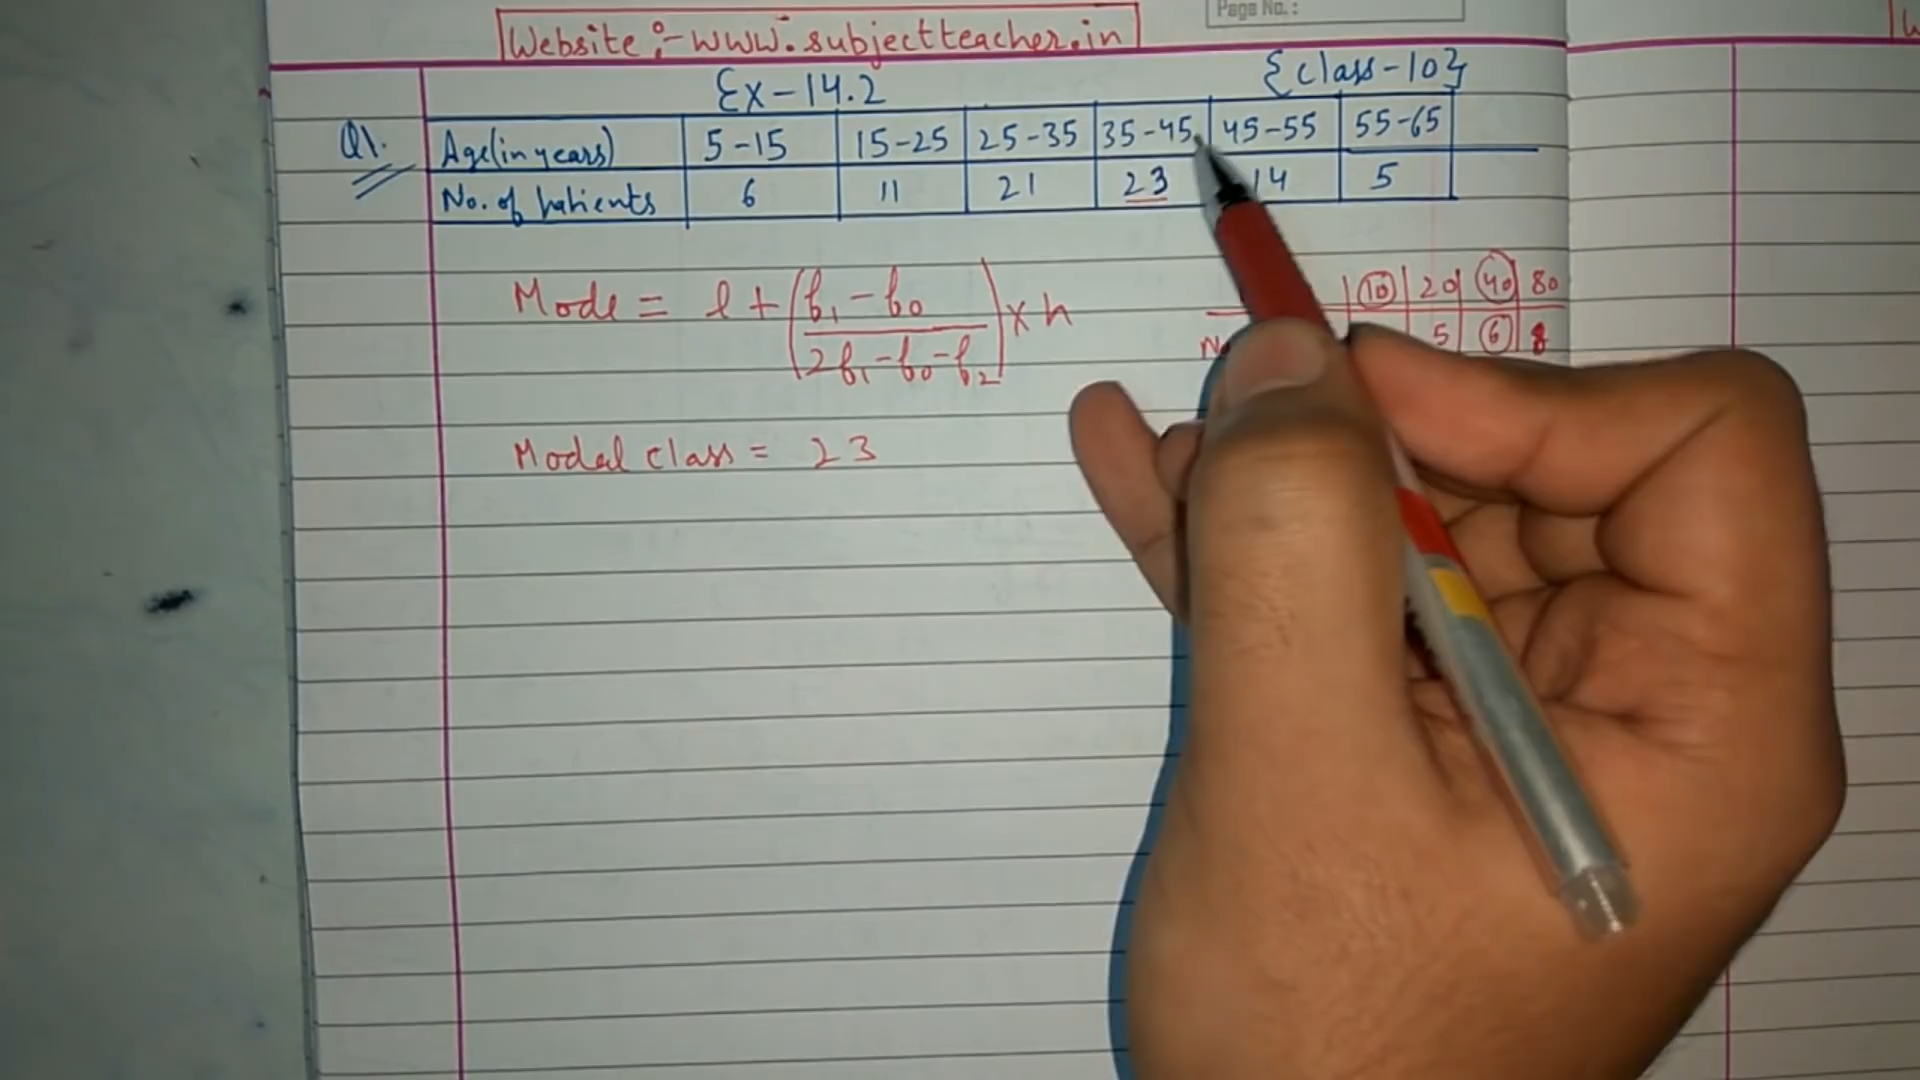 Page No. :
Website :- www.subjectteacher.in
Ex-14.2 {class-10}
Q1. Age(in years) 5-15 15-25 25-35 35-45 45-55 55-65
No. of patients 6 11 21 23 14 5
Mode = l + (f₁ - f₀ / 2f₁ - f₀ - f₂) × h
10 20 40 80
5 6 8
Modal class = 23